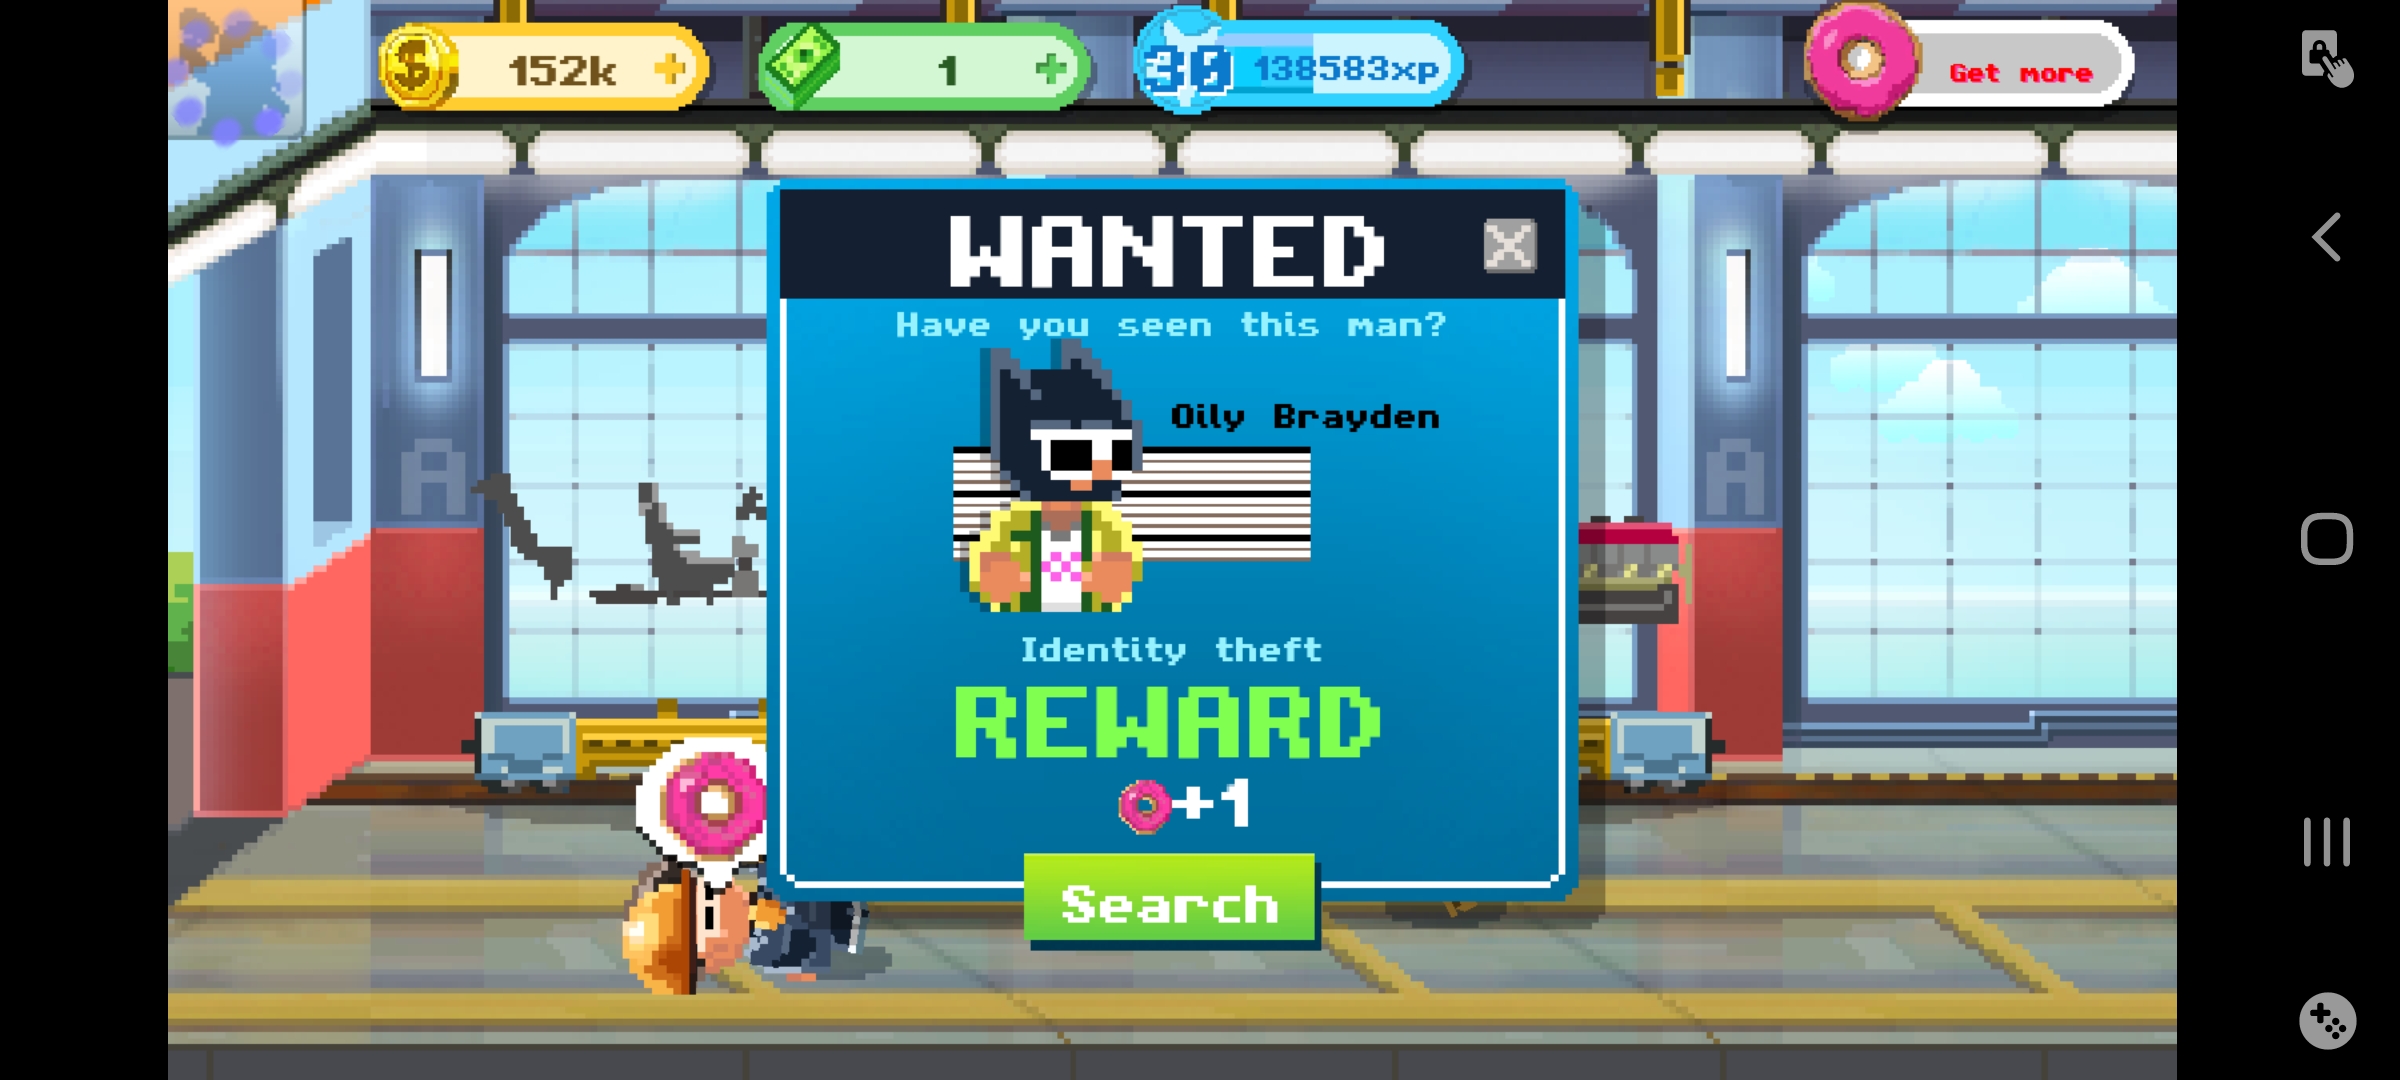 152k
1
30
138583xp
Get more
WANTED
Have you seen this man?
Oily Brayden
A
A
Identity theft
REWARD
+1
Search